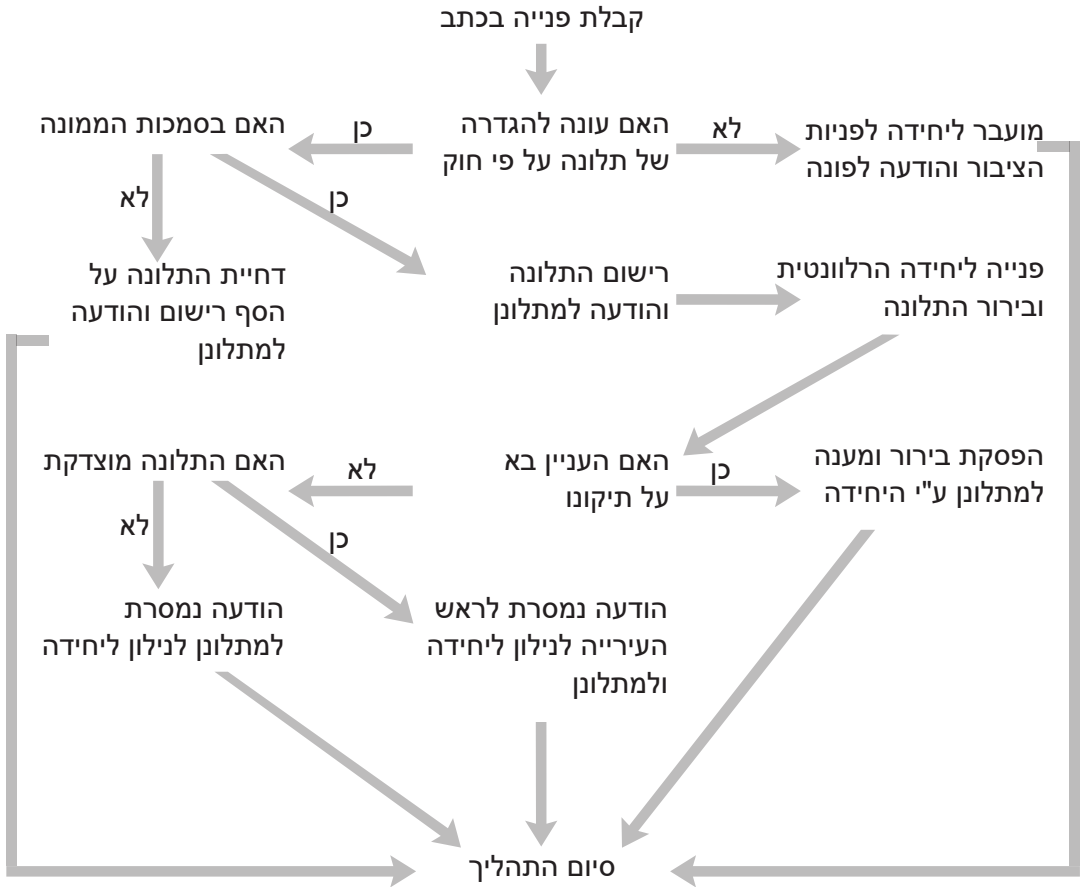 קבלת פנייה בכתב
מועבר ליחידה לפניות
הציבור והודעה לפונה
לא
האם עונה להגדרה
של תלונה על פי חוק
כן
האם בסמכות הממונה
כן
לא
פנייה ליחידה הרלוונטית
ובירור התלונה
רישום התלונה
והודעה למתלונן
דחיית התלונה על
הסף רישום והודעה
למתלונן
הפסקת בירור ומענה
למתלונן ע"י היחידה
כן
האם העניין בא
על תיקונו
לא
האם התלונה מוצדקת
כן
לא
הודעה נמסרת לראש
העירייה לנילון ליחידה
ולמתלונן
הודעה נמסרת
למתלונן לנילון ליחידה
סיום התהליך